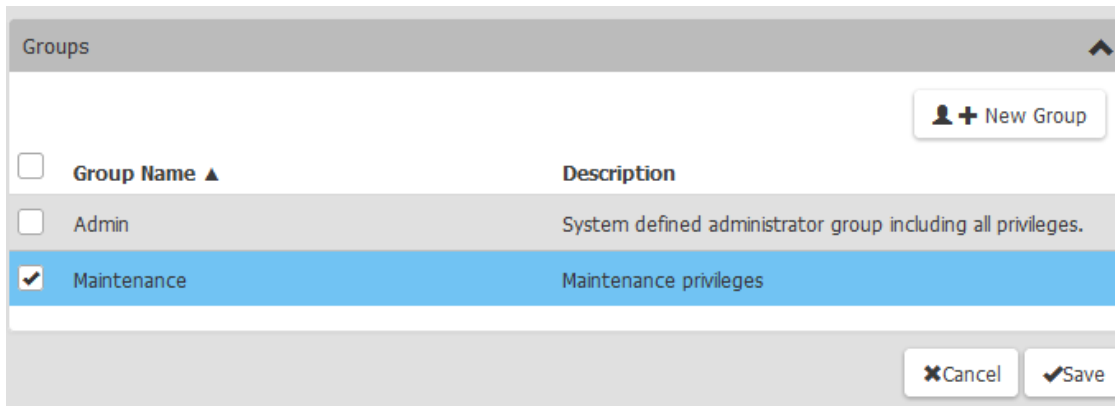 Groups
New Group
Group Name ▲ Description
Admin System defined administrator group including all privileges.
Maintenance Maintenance privileges
Cancel Save